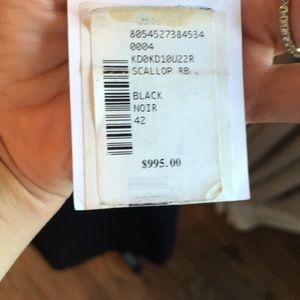 8054527384534
0004
KD0KD10U22R
SCALLOP RB
BLACK
NOIR
42
$995.00